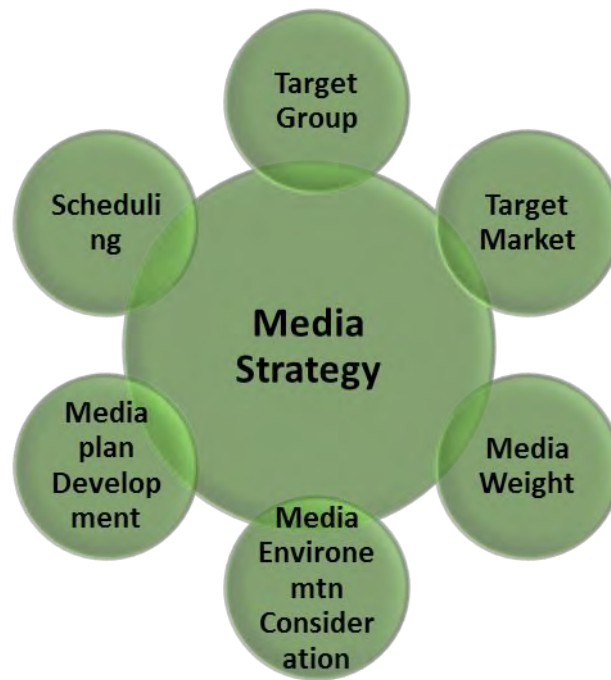 Target
Group
Scheduli
ng
Target
Market
Media
Strategy
Media
plan
Develop
ment
Media
Weight
Media
Environe
mtn
Consider
ation